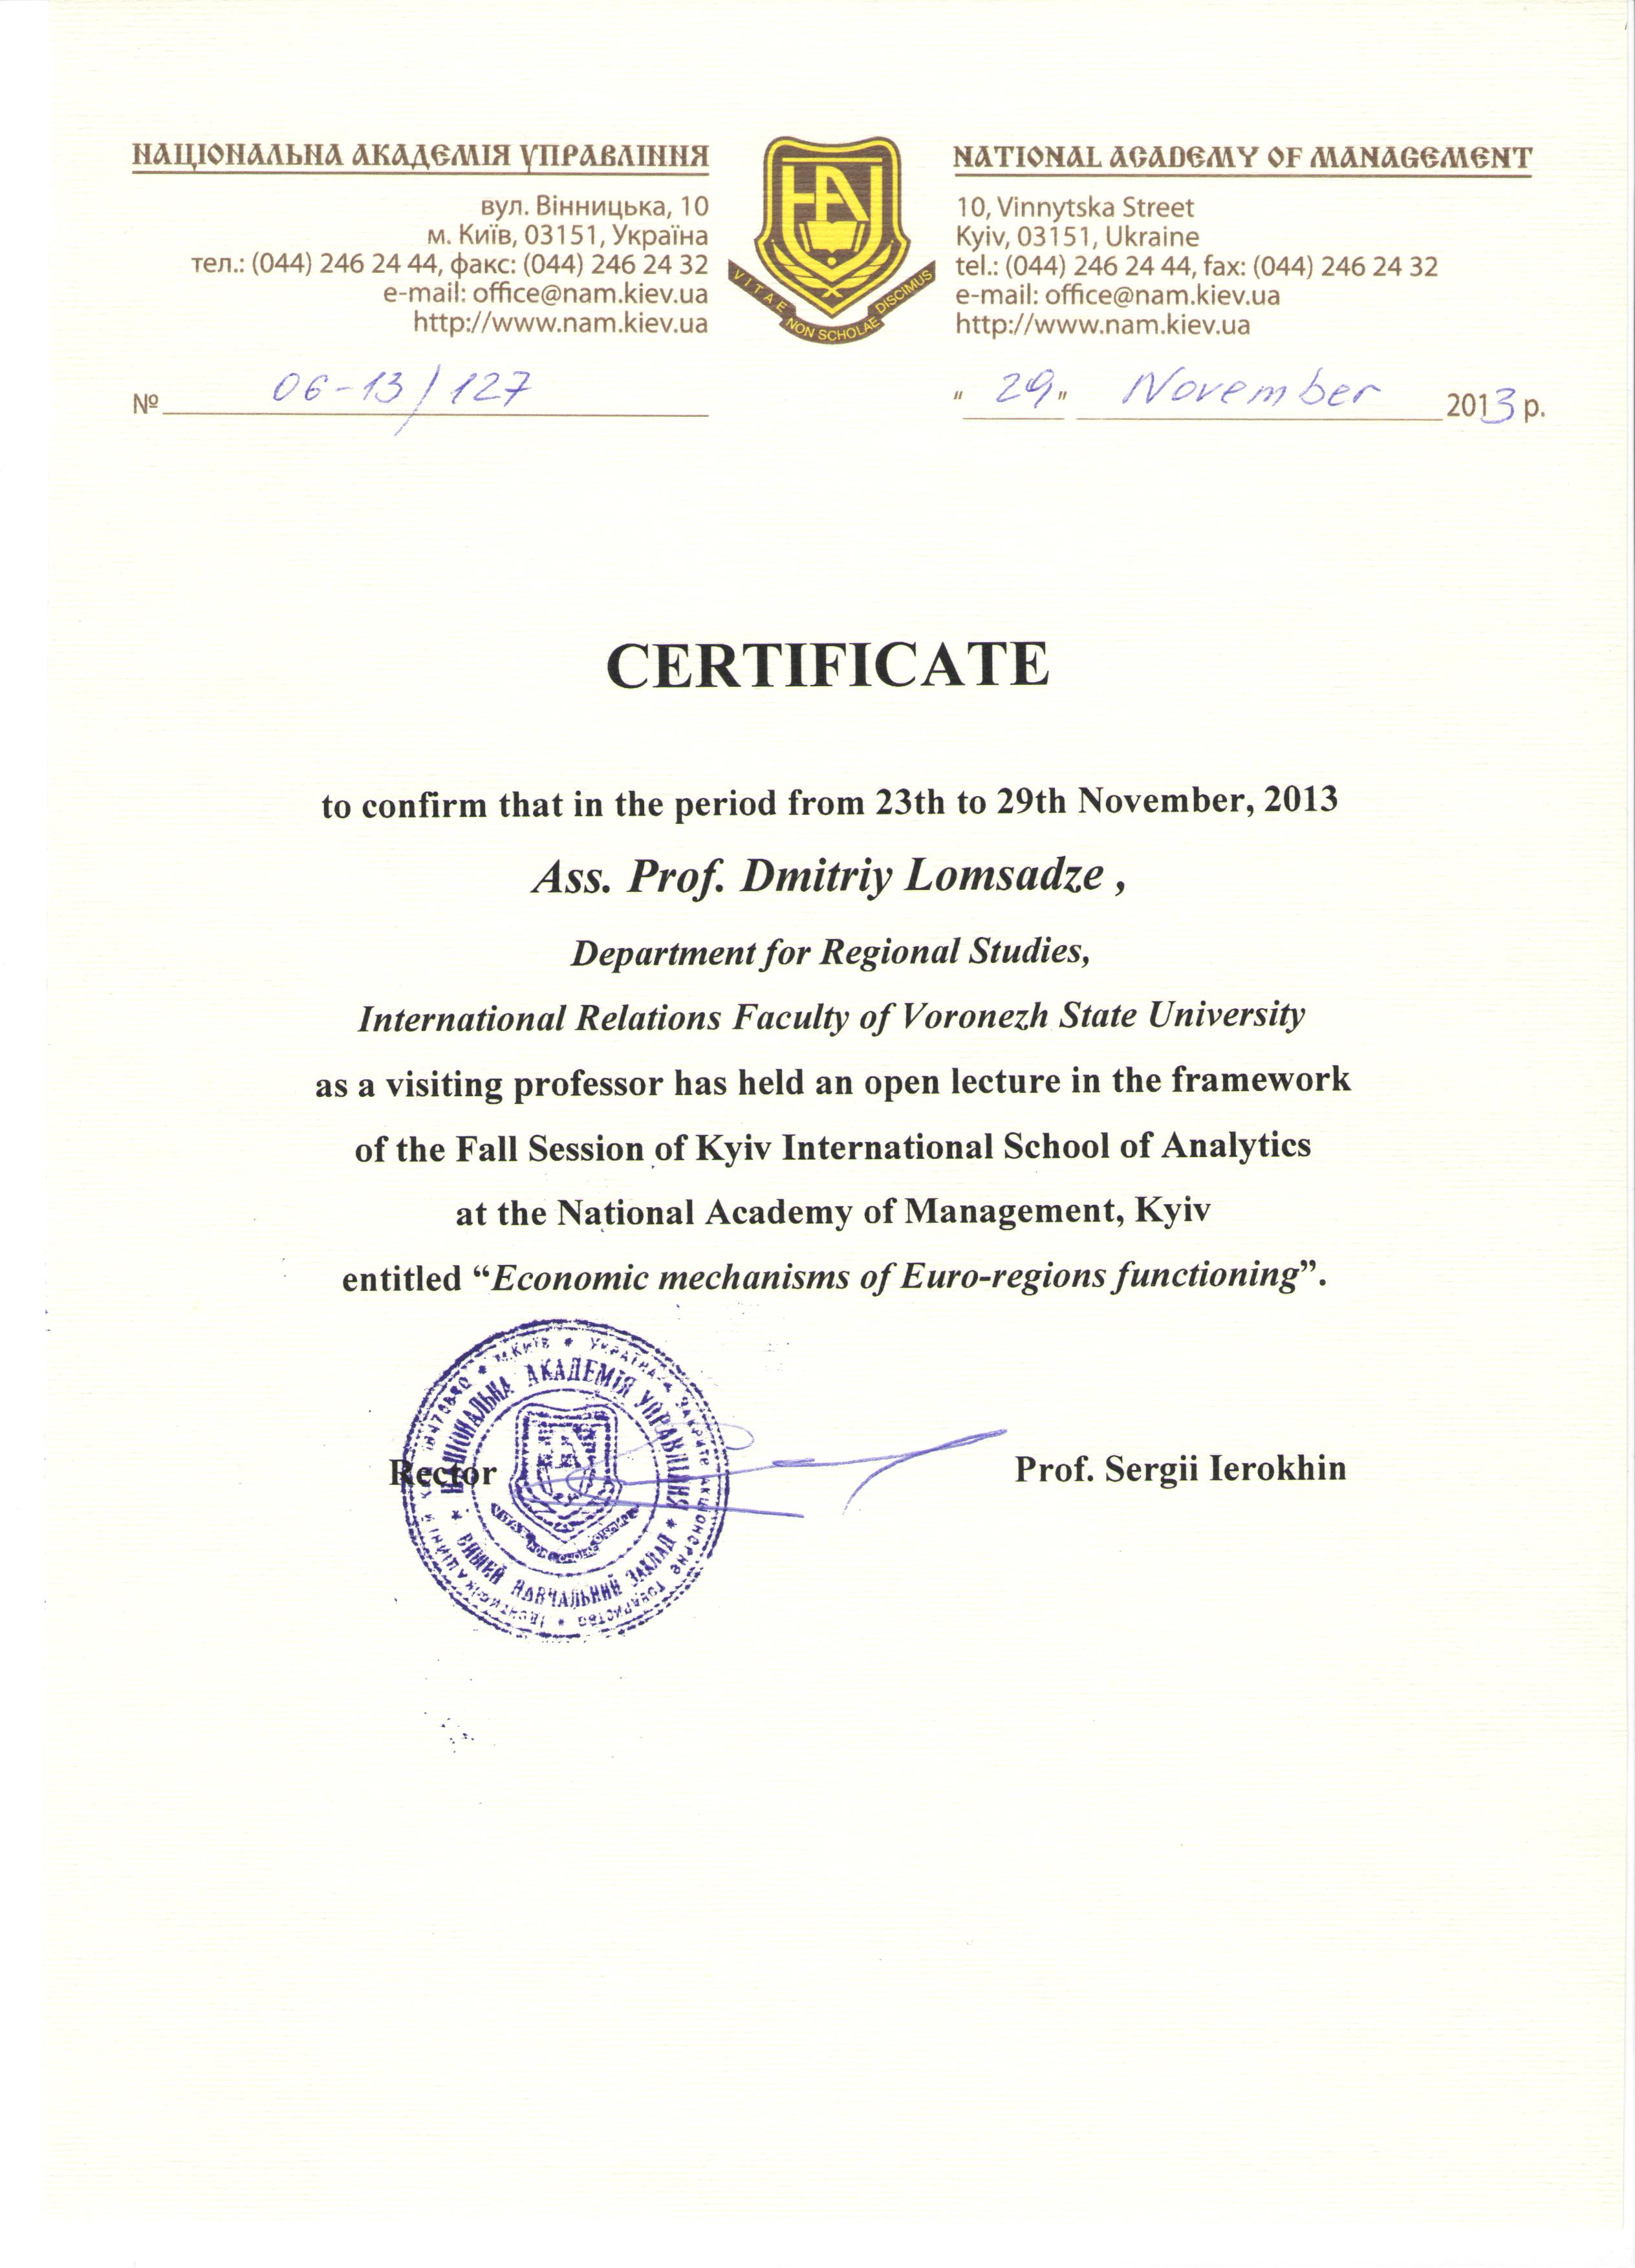 НАЦІОНАЛЬНА АКАДЕМІЯ УПРАВЛІННЯ
вул. Вінницька, 10
м. Київ, 03151, Україна
тел.: (044) 246 24 44, факс: (044) 246 24 32
e-mail: office@nam.kiev.ua
http://www.nam.kiev.ua
VITAE NON SCHOLAE DISCIMUS
NATIONAL ACADEMY OF MANAGEMENT
10, Vinnytska Street
Kyiv, 03151, Ukraine
tel.: (044) 246 24 44, fax: (044) 246 24 32
e-mail: office@nam.kiev.ua
http://www.nam.kiev.ua
№ 06-13/127
“ 29 ” November 2013 р.
CERTIFICATE
to confirm that in the period from 23th to 29th November, 2013
Ass. Prof. Dmitriy Lomsadze ,
Department for Regional Studies,
International Relations Faculty of Voronezh State University
as a visiting professor has held an open lecture in the framework
of the Fall Session of Kyiv International School of Analytics
at the National Academy of Management, Kyiv
entitled “Economic mechanisms of Euro-regions functioning”.
Rector
Prof. Sergii Ierokhin
м.Київ * Україна * Закрите акціонерне товариство *
НАЦІОНАЛЬНА АКАДЕМІЯ УПРАВЛІННЯ
* ВИЩИЙ НАВЧАЛЬНИЙ ЗАКЛАД *